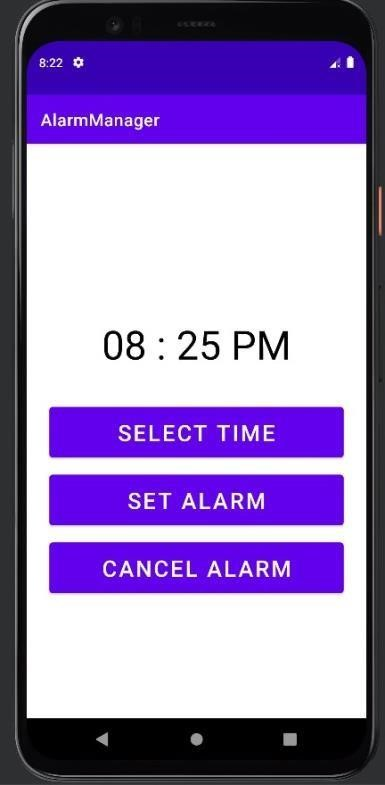 8:22
AlarmManager
08 : 25 PM
SELECT TIME
SET ALARM
CANCEL ALARM